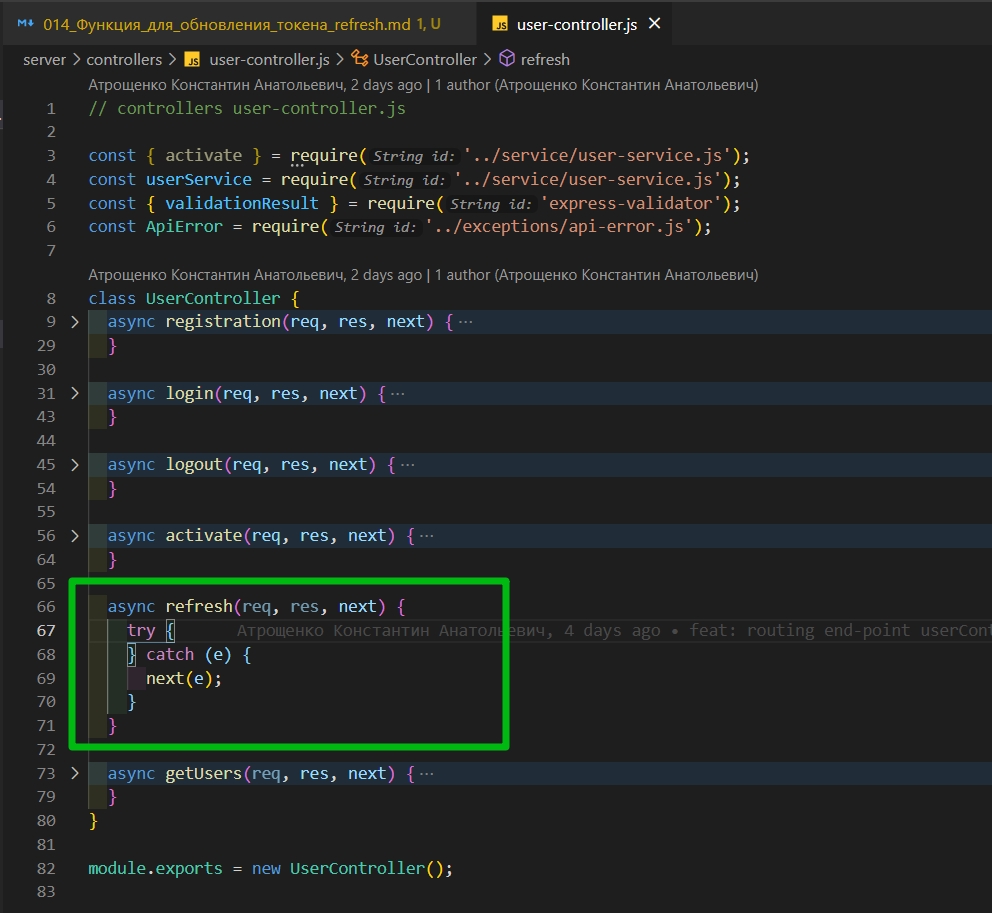 014_Функция_для_обновления_токена_refresh.md 1, U
JS user-controller.js
server > controllers > JS user-controller.js > UserController > refresh
Атрощенко Константин Анатольевич, 2 days ago | 1 author (Атрощенко Константин Анатольевич)
1 // controllers user-controller.js
2
3 const { activate } = require( String id: '../service/user-service.js');
4 const userService = require( String id: '../service/user-service.js');
5 const { validationResult } = require( String id: 'express-validator');
6 const ApiError = require( String id: '../exceptions/api-error.js');
7
Атрощенко Константин Анатольевич, 2 days ago | 1 author (Атрощенко Константин Анатольевич)
8 class UserController {
9 async registration(req, res, next) { ...
29 }
30
31 async login(req, res, next) { ...
43 }
44
45 async logout(req, res, next) { ...
54 }
55
56 async activate(req, res, next) { ...
64 }
65
66 async refresh(req, res, next) {
67 try { Атрощенко Константин Анатольевич, 4 days ago • feat: routing end-point userCont
68 } catch (e) {
69 next(e);
70 }
71 }
72
73 async getUsers(req, res, next) { ...
79 }
80 }
81
82 module.exports = new UserController();
83